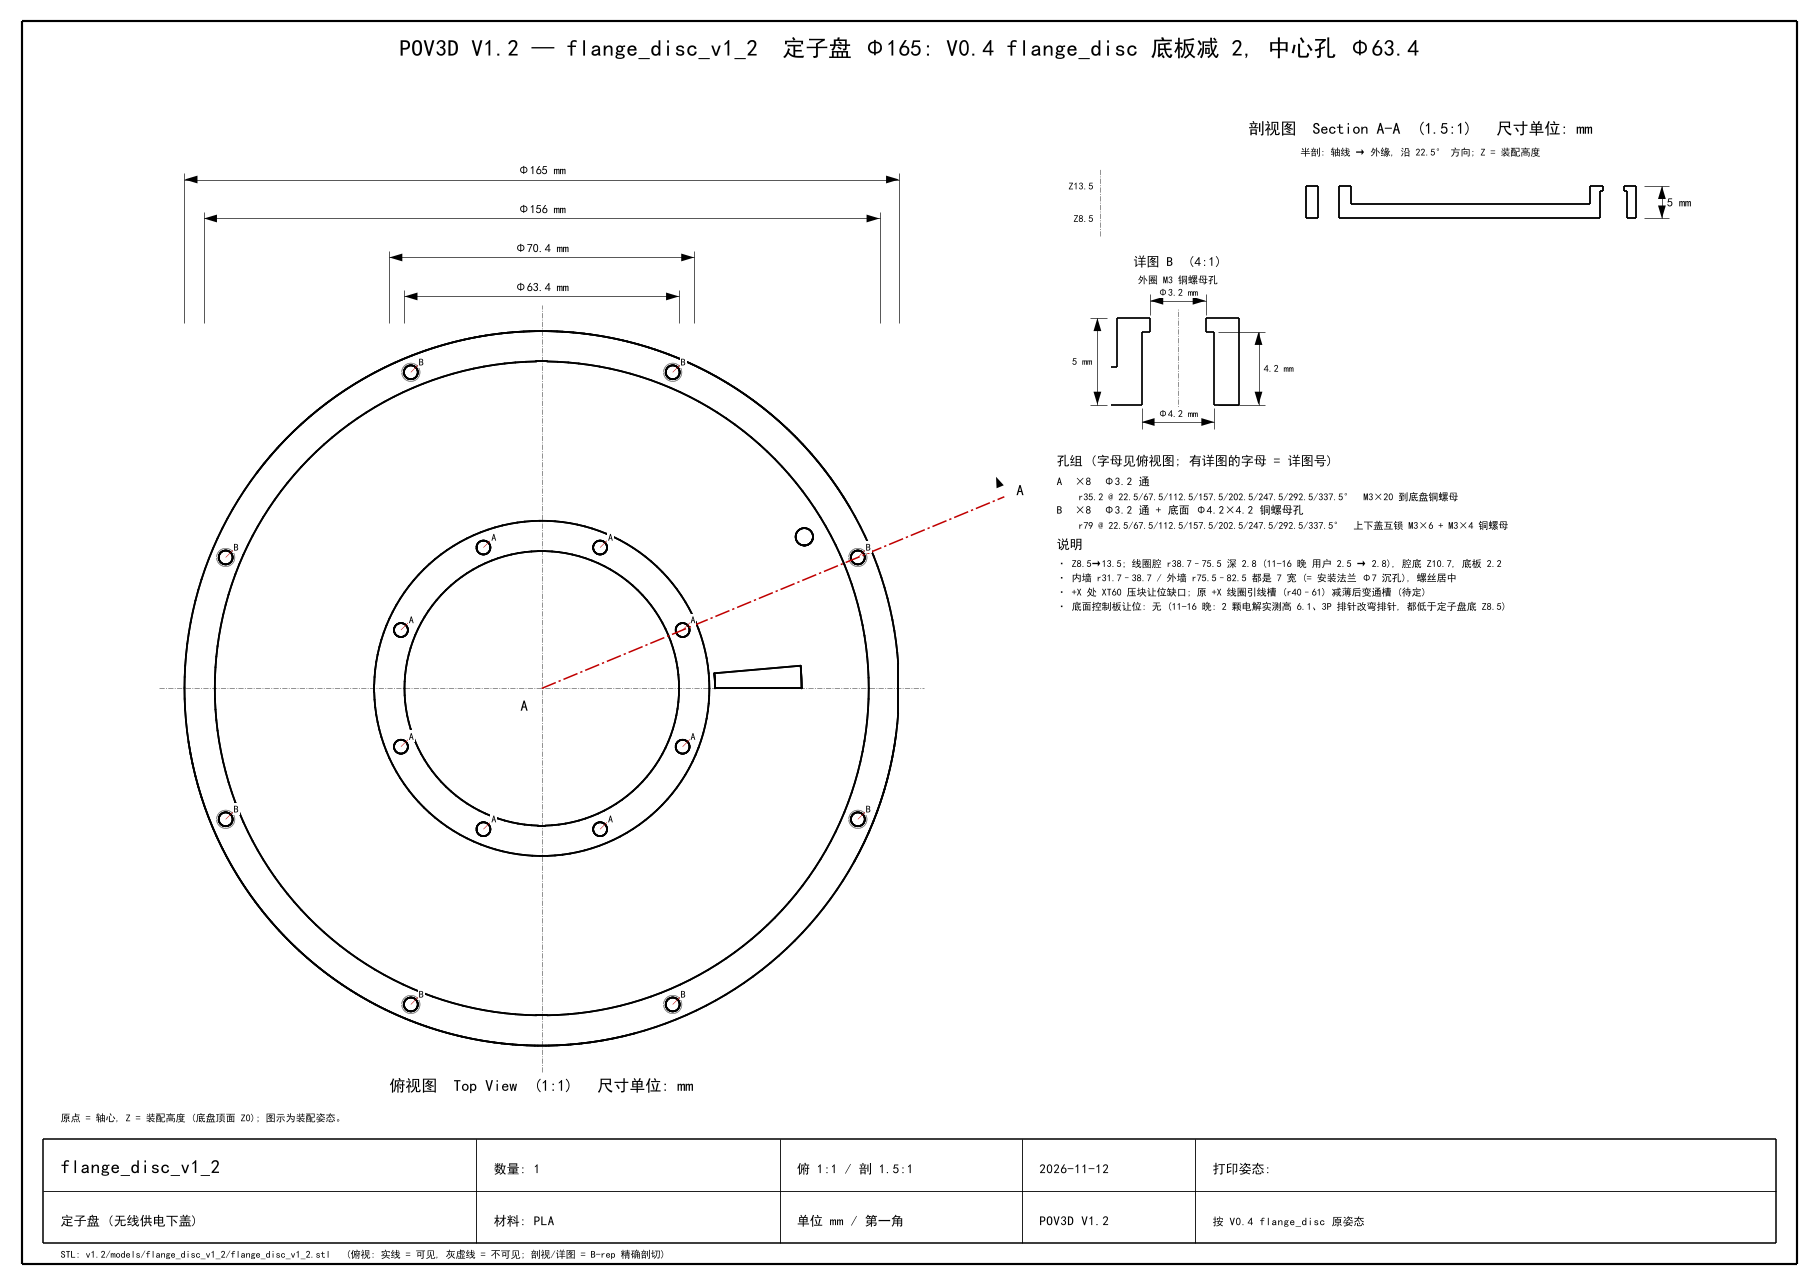 POV3D V1.2 — flange_disc_v1_2 定子盘 Φ165: V0.4 flange_disc 底板减 2, 中心孔 Φ63.4
剖视图 Section A-A (1.5:1) 尺寸单位: mm
半剖: 轴线 → 外缘, 沿 22.5° 方向; Z = 装配高度
Z13.5
Z8.5
5 mm
Φ165 mm
Φ156 mm
Φ70.4 mm
Φ63.4 mm
详图 B (4:1)
外圈 M3 铜螺母孔
Φ3.2 mm
5 mm
4.2 mm
Φ4.2 mm
B
B
B
B
B
B
B
B
A
A
A
A
A
A
A
A
A
A
孔组 (字母见俯视图; 有详图的字母 = 详图号)
A ×8 Φ3.2 通
r35.2 @ 22.5/67.5/112.5/157.5/202.5/247.5/292.5/337.5° M3×20 到底盘铜螺母
B ×8 Φ3.2 通 + 底面 Φ4.2×4.2 铜螺母孔
r79 @ 22.5/67.5/112.5/157.5/202.5/247.5/292.5/337.5° 上下盖互锁 M3×6 + M3×4 铜螺母
说明
· Z8.5→13.5; 线圈腔 r38.7–75.5 深 2.8 (11-16 晚 用户 2.5 → 2.8), 腔底 Z10.7, 底板 2.2
· 内墙 r31.7–38.7 / 外墙 r75.5–82.5 都是 7 宽 (= 安装法兰 Φ7 沉孔), 螺丝居中
· +X 处 XT60 压块让位缺口; 原 +X 线圈引线槽 (r40–61) 减薄后变通槽 (待定)
· 底面控制板让位: 无 (11-16 晚: 2 颗电解实测高 6.1、3P 排针改弯排针, 都低于定子盘底 Z8.5)
俯视图 Top View (1:1) 尺寸单位: mm
原点 = 轴心, Z = 装配高度 (底盘顶面 Z0); 图示为装配姿态。
flange_disc_v1_2 数量: 1 俯 1:1 / 剖 1.5:1 2026-11-12 打印姿态:
定子盘 (无线供电下盖) 材料: PLA 单位 mm / 第一角 POV3D V1.2 按 V0.4 flange_disc 原姿态
STL: v1.2/models/flange_disc_v1_2/flange_disc_v1_2.stl (俯视: 实线 = 可见, 灰虚线 = 不可见; 剖视/详图 = B-rep 精确剖切)